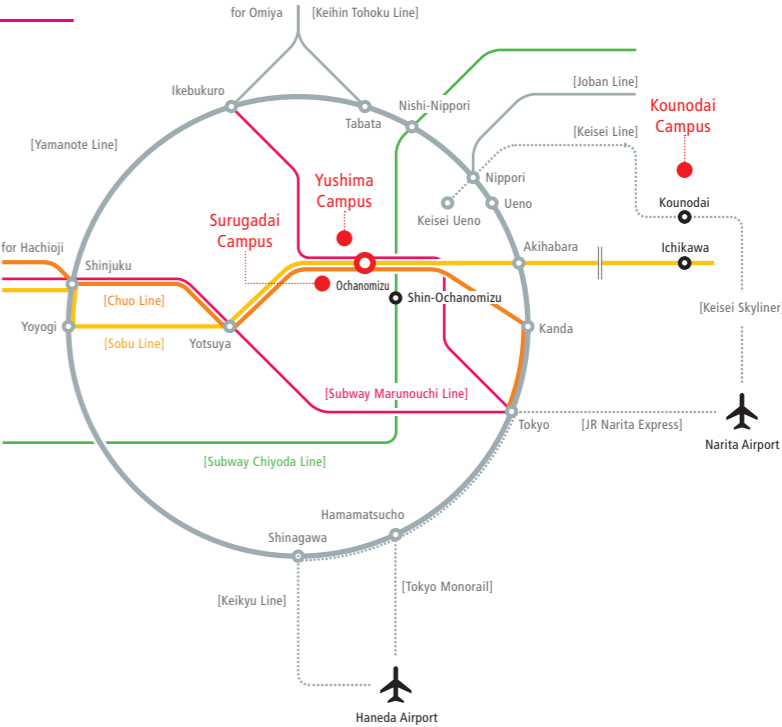 for Omiya
[Keihin Tohoku Line]
[Joban Line]
Ikebukuro
Nishi-Nippori
Kounodai
Campus
Tabata
[Keisei Line]
[Yamanote Line]
Yushima
Campus
Nippori
Kounodai
Ueno
Surugadai
Campus
Keisei Ueno
for Hachioji
Akihabara
Ichikawa
Shinjuku
Ochanomizu
Shin-Ochanomizu
[Chuo Line]
[Keisei Skyliner
Yoyogi
[Sobu Line]
Yotsuya
Kanda
[Subway Marunouchi Line]
Tokyo
[JR Narita Express]
Narita Airport
[Subway Chiyoda Line]
Hamamatsucho
Shinagawa
[Keikyu Line]
[Tokyo Monorail]
Haneda Airport